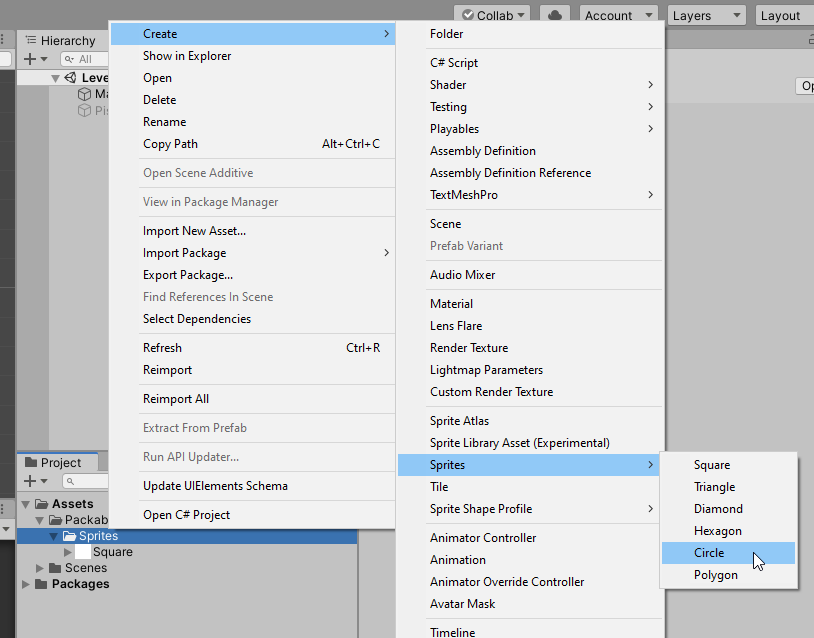 Collab
Account
Layers
Layout
Hierarchy
All
Leve
Ma
Pis
Op
Create
Show in Explorer
Open
Delete
Rename
Copy Path Alt+Ctrl+C
Open Scene Additive
View in Package Manager
Import New Asset...
Import Package
Export Package...
Find References In Scene
Select Dependencies
Refresh Ctrl+R
Reimport
Reimport All
Extract From Prefab
Run API Updater...
Update UIElements Schema
Open C# Project
Folder
C# Script
Shader
Testing
Playables
Assembly Definition
Assembly Definition Reference
TextMeshPro
Scene
Prefab Variant
Audio Mixer
Material
Lens Flare
Render Texture
Lightmap Parameters
Custom Render Texture
Sprite Atlas
Sprite Library Asset (Experimental)
Sprites
Tile
Sprite Shape Profile
Animator Controller
Animation
Animator Override Controller
Avatar Mask
Timeline
Square
Triangle
Diamond
Hexagon
Circle
Polygon
Project
Assets
Packab
Sprites
Square
Scenes
Packages